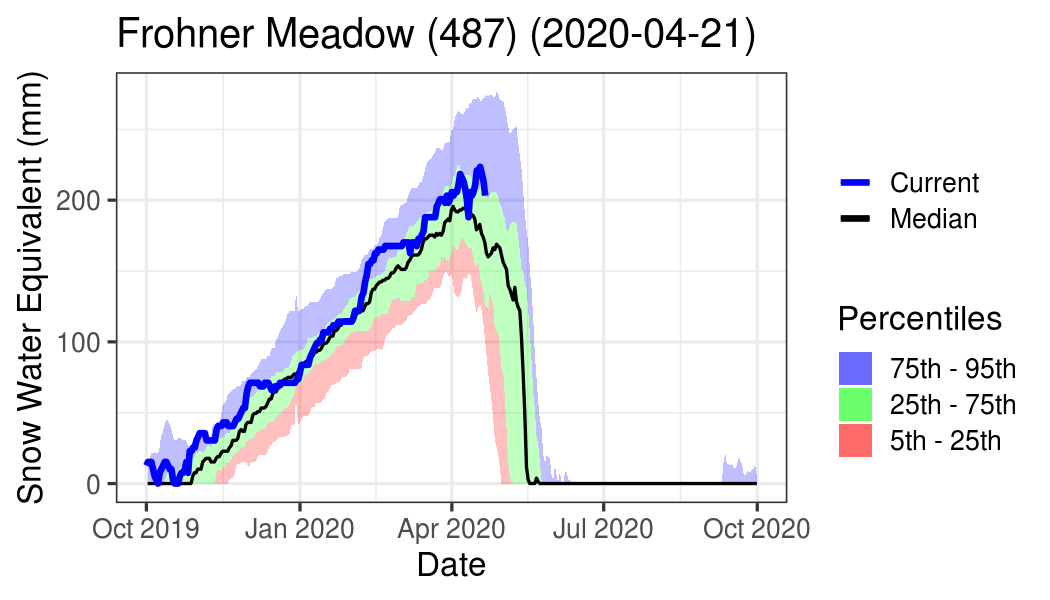 Frohner Meadow (487) (2020-04-21)
Snow Water Equivalent (mm)
200
100
0
Oct 2019
Jan 2020
Apr 2020
Jul 2020
Oct 2020
Date
Current
Median
Percentiles
75th - 95th
25th - 75th
5th - 25th